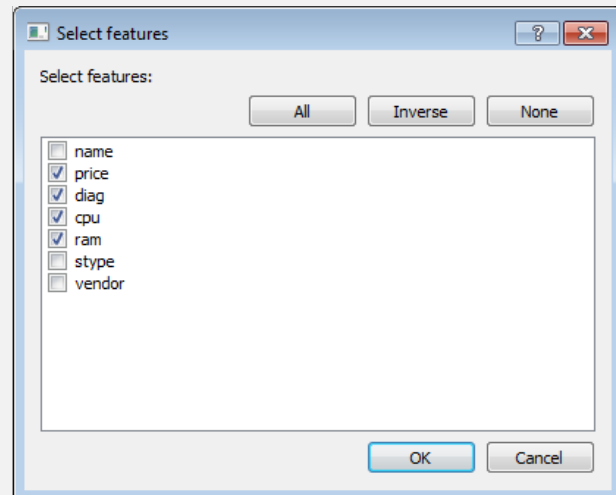 Select features
Select features:
All Inverse None
name
price
diag
cpu
ram
stype
vendor
OK Cancel